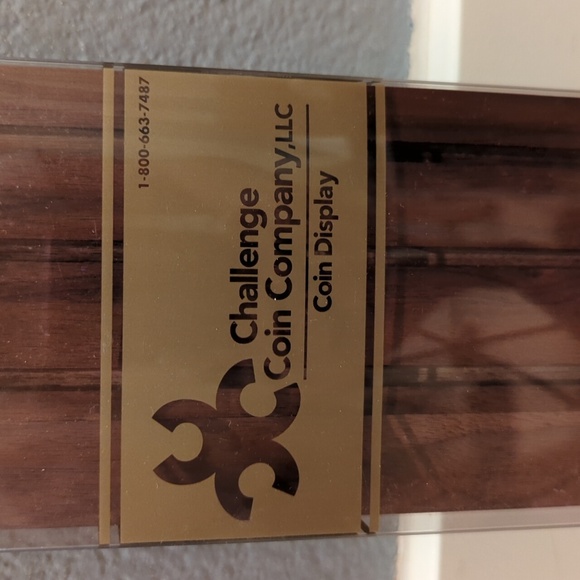 1-800-663-7487
Challenge
Coin Company,LLC
Coin Display